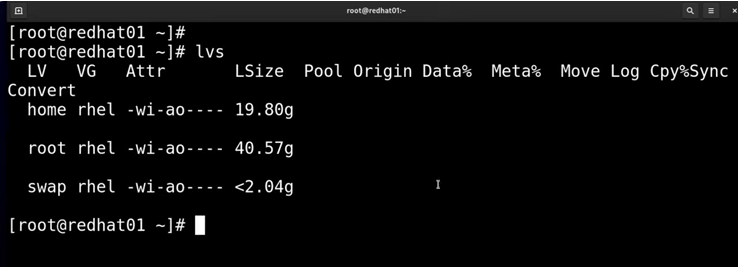 root@redhat01:~
[root@redhat01 ~]#
[root@redhat01 ~]# lvs
  LV   VG   Attr       LSize  Pool Origin Data%  Meta%  Move Log Cpy%Sync
Convert
  home rhel -wi-ao---- 19.80g
  root rhel -wi-ao---- 40.57g
  swap rhel -wi-ao---- <2.04g
[root@redhat01 ~]#